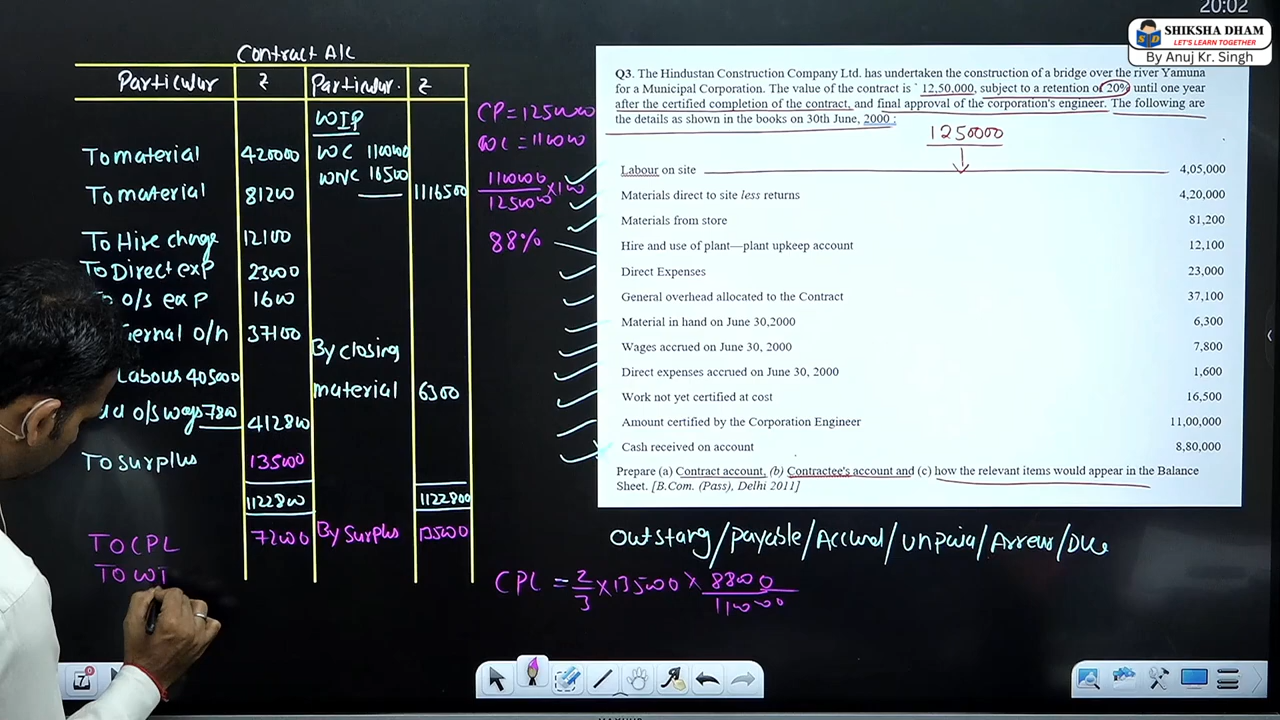 20:02
SHIKSHA DHAM
LET'S LEARN TOGETHER
By Anuj Kr. Singh
Contract A/c
Particular ₹ Particular. ₹
WIP
To material 420000 WC 1100000
WNC 16500
To material 81200 1116500
To Hire charge 12100
To Direct exp 23000
To O/s exp 1600
ernal o/h 37100
By closing
Labour 405000
material 6300
O/s wages 7800 412800
To Surplus 135000
1122800 1122800
To CPL 72000 By Surplus 135000
To WI
CP = 1250000
WC = 1100000
1100000
1250000 × 100
88%
Q3. The Hindustan Construction Company Ltd. has undertaken the construction of a bridge over the river Yamuna
for a Municipal Corporation. The value of the contract is ` 12,50,000, subject to a retention of 20% until one year
after the certified completion of the contract, and final approval of the corporation's engineer. The following are
the details as shown in the books on 30th June, 2000 :
1250000
Labour on site 4,05,000
Materials direct to site less returns 4,20,000
Materials from store 81,200
Hire and use of plant—plant upkeep account 12,100
Direct Expenses 23,000
General overhead allocated to the Contract 37,100
Material in hand on June 30,2000 6,300
Wages accrued on June 30, 2000 7,800
Direct expenses accrued on June 30, 2000 1,600
Work not yet certified at cost 16,500
Amount certified by the Corporation Engineer 11,00,000
Cash received on account 8,80,000
Prepare (a) Contract account, (b) Contractee's account and (c) how the relevant items would appear in the Balance
Sheet. [B.Com. (Pass), Delhi 2011]
Outstang/payable/Accrud/unpaid/Arrear/Due
CPL = 2/3 × 135000 × 880000
1100000